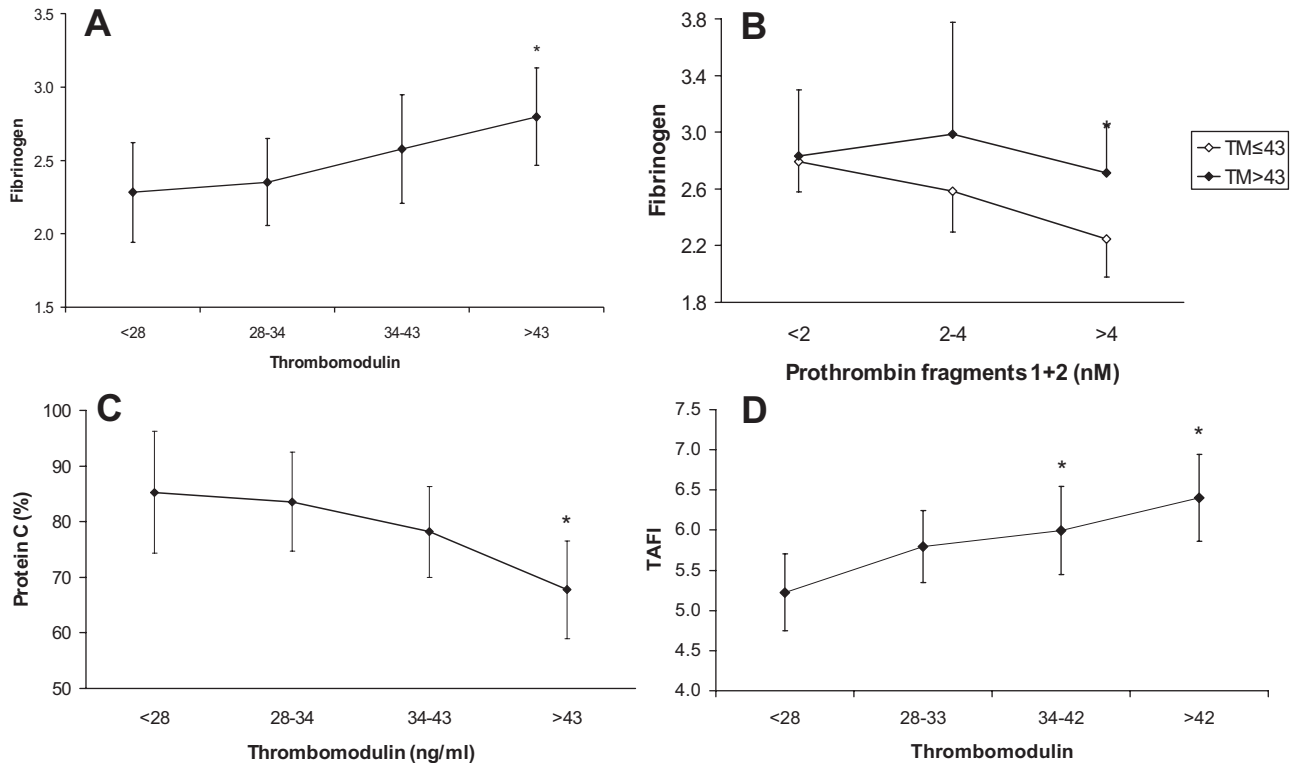 A
*
3.5
3.0
2.5
2.0
1.5
Fibrinogen
<28 28-34 34-43 >43
Thrombomodulin
B
*
3.8
3.4
3.0
2.6
2.2
1.8
Fibrinogen
<2 2-4 >4
Prothrombin fragments 1+2 (nM)
TM≤43
TM>43
C
*
100
90
80
70
60
50
Protein C (%)
<28 28-34 34-43 >43
Thrombomodulin (ng/ml)
D
* *
7.5
7.0
6.5
6.0
5.5
5.0
4.5
4.0
TAFI
<28 28-33 34-42 >42
Thrombomodulin